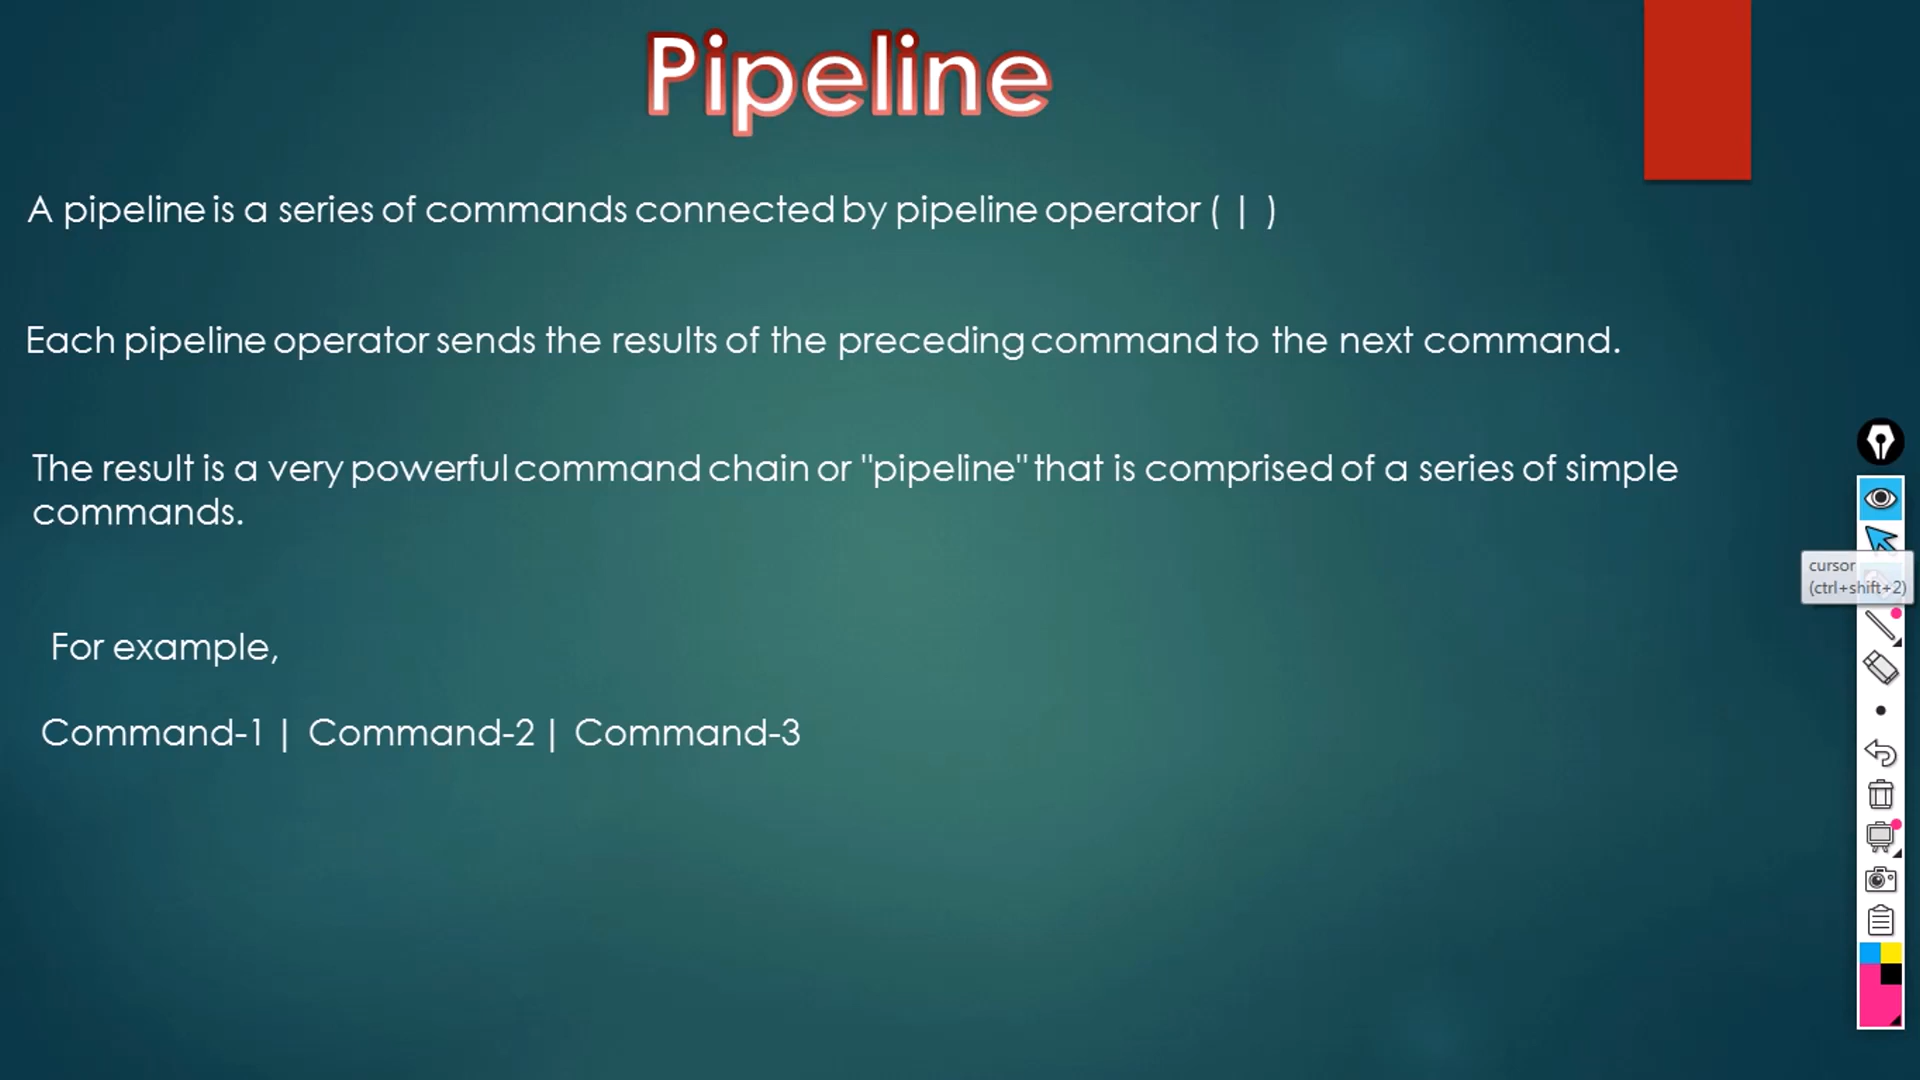 Pipeline
A pipeline is a series of commands connected by pipeline operator ( | )
Each pipeline operator sends the results of the preceding command to the next command.
The result is a very powerful command chain or "pipeline" that is comprised of a series of simple
commands.
For example,
Command-1 | Command-2 | Command-3
cursor
(ctrl+shift+2)